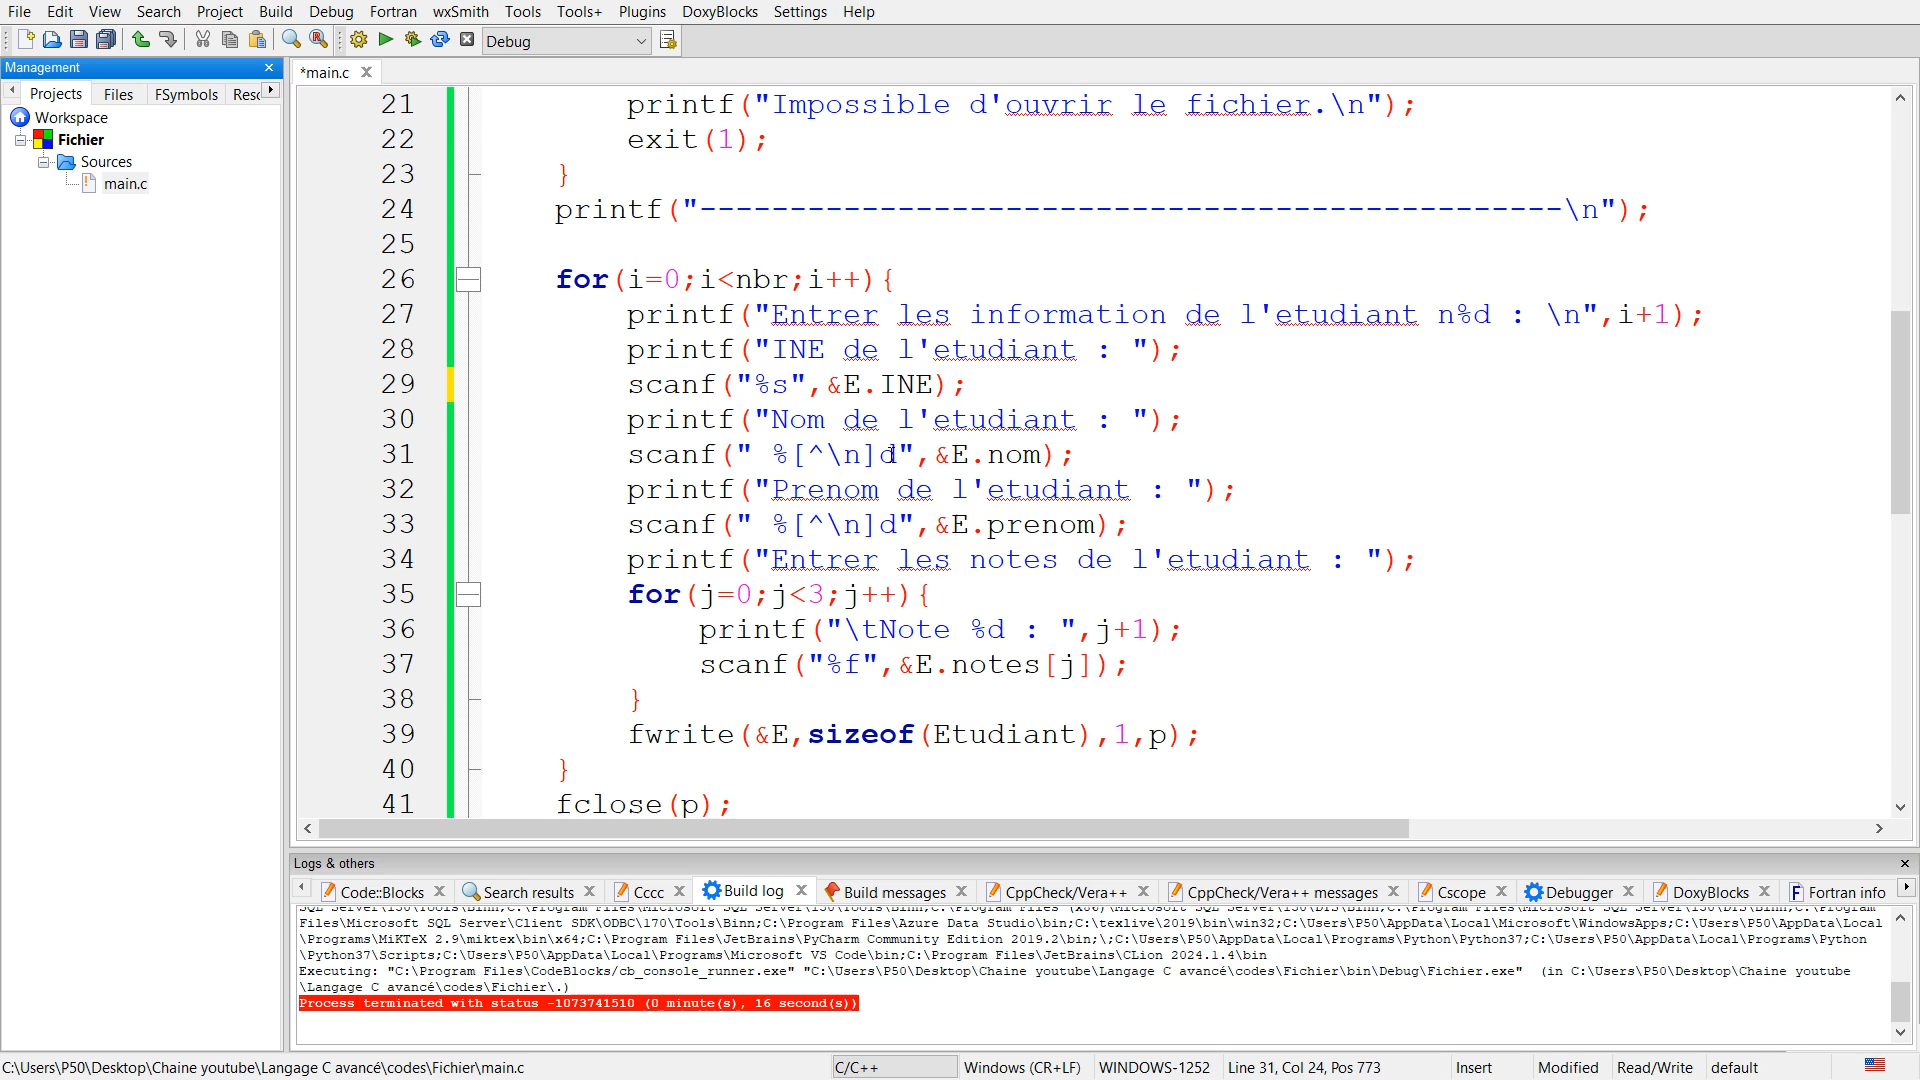 File Edit View Search Project Build Debug Fortran wxSmith Tools Tools+ Plugins DoxyBlocks Settings Help
Debug
Management
*main.c
Projects Files FSymbols Resc
Workspace
Fichier
Sources
main.c
21 printf("Impossible d'ouvrir le fichier.\n");
22 exit(1);
23 }
24 printf("------------------------------------------------\n");
25
26 for(i=0;i<nbr;i++){
27 printf("Entrer les information de l'etudiant n%d : \n",i+1);
28 printf("INE de l'etudiant : ");
29 scanf("%s",&E.INE);
30 printf("Nom de l'etudiant : ");
31 scanf(" %[^\n]d",&E.nom);
32 printf("Prenom de l'etudiant : ");
33 scanf(" %[^\n]d",&E.prenom);
34 printf("Entrer les notes de l'etudiant : ");
35 for(j=0;j<3;j++){
36 printf("\tNote %d : ",j+1);
37 scanf("%f",&E.notes[j]);
38 }
39 fwrite(&E,sizeof(Etudiant),1,p);
40 }
41 fclose(p);
Logs & others
Code::Blocks Search results Cccc Build log Build messages CppCheck/Vera++ CppCheck/Vera++ messages Cscope Debugger DoxyBlocks Fortran info
Files\Microsoft SQL Server\Client SDK\ODBC\170\Tools\Binn;C:\Program Files\Azure Data Studio\bin;C:\texlive\2019\bin\win32;C:\Users\P50\AppData\Local\Microsoft\WindowsApps;C:\Users\P50\AppData\Local
\Programs\MiKTeX 2.9\miktex\bin\x64;C:\Program Files\JetBrains\PyCharm Community Edition 2019.2\bin;\;C:\Users\P50\AppData\Local\Programs\Python\Python37;C:\Users\P50\AppData\Local\Programs\Python
\Python37\Scripts;C:\Users\P50\AppData\Local\Programs\Microsoft VS Code\bin;C:\Program Files\JetBrains\CLion 2024.1.4\bin
Executing: "C:\Program Files\CodeBlocks/cb_console_runner.exe" "C:\Users\P50\Desktop\Chaine youtube\Langage C avancé\codes\Fichier\bin\Debug\Fichier.exe" (in C:\Users\P50\Desktop\Chaine youtube
\Langage C avancé\codes\Fichier\.)
Process terminated with status -1073741510 (0 minute(s), 16 second(s))
C:\Users\P50\Desktop\Chaine youtube\Langage C avancé\codes\Fichier\main.c C/C++ Windows (CR+LF) WINDOWS-1252 Line 31, Col 24, Pos 773 Insert Modified Read/Write default